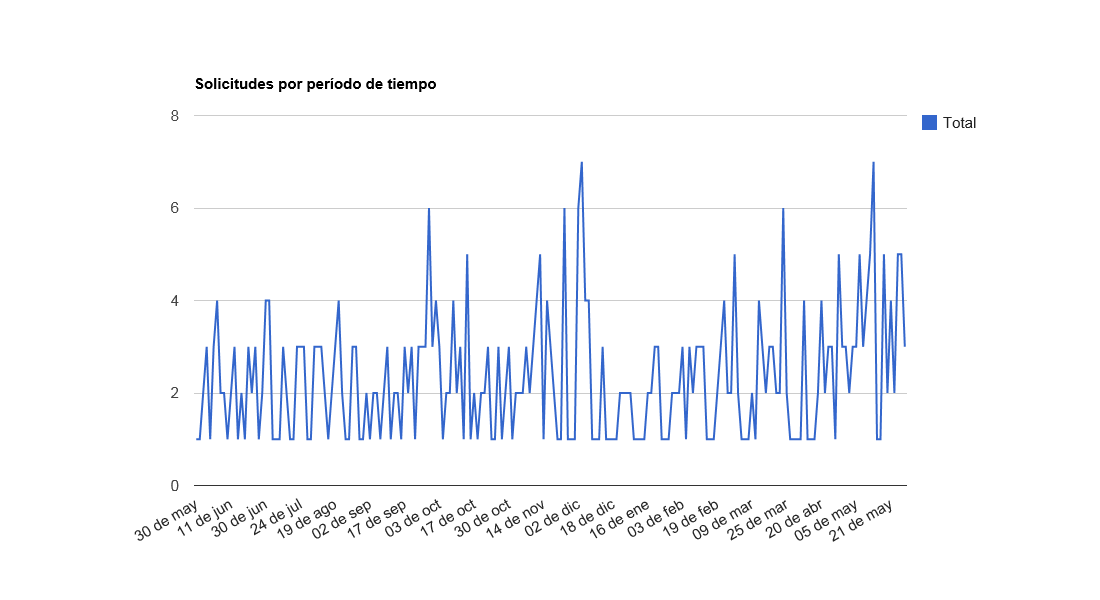 Solicitudes por período de tiempo
Total
8
6
4
2
0
30 de may
11 de jun
30 de jun
24 de jul
19 de ago
02 de sep
17 de sep
03 de oct
17 de oct
30 de oct
14 de nov
02 de dic
18 de dic
16 de ene
03 de feb
19 de feb
09 de mar
25 de mar
20 de abr
05 de may
21 de may